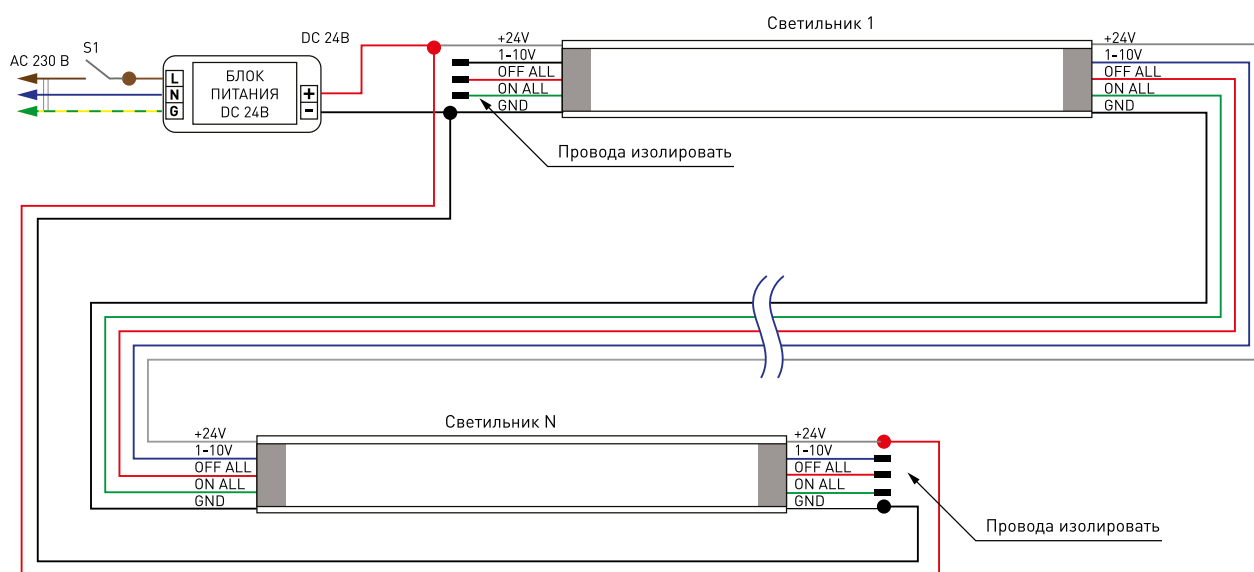 Светильник 1
DC 24В
+24V
1-10V
OFF ALL
ON ALL
GND
+24V
1-10V
OFF ALL
ON ALL
GND
S1
AC 230 В
L
N
G
БЛОК
ПИТАНИЯ
DC 24В
+
-
Провода изолировать
Светильник N
+24V
1-10V
OFF ALL
ON ALL
GND
+24V
1-10V
OFF ALL
ON ALL
GND
Провода изолировать